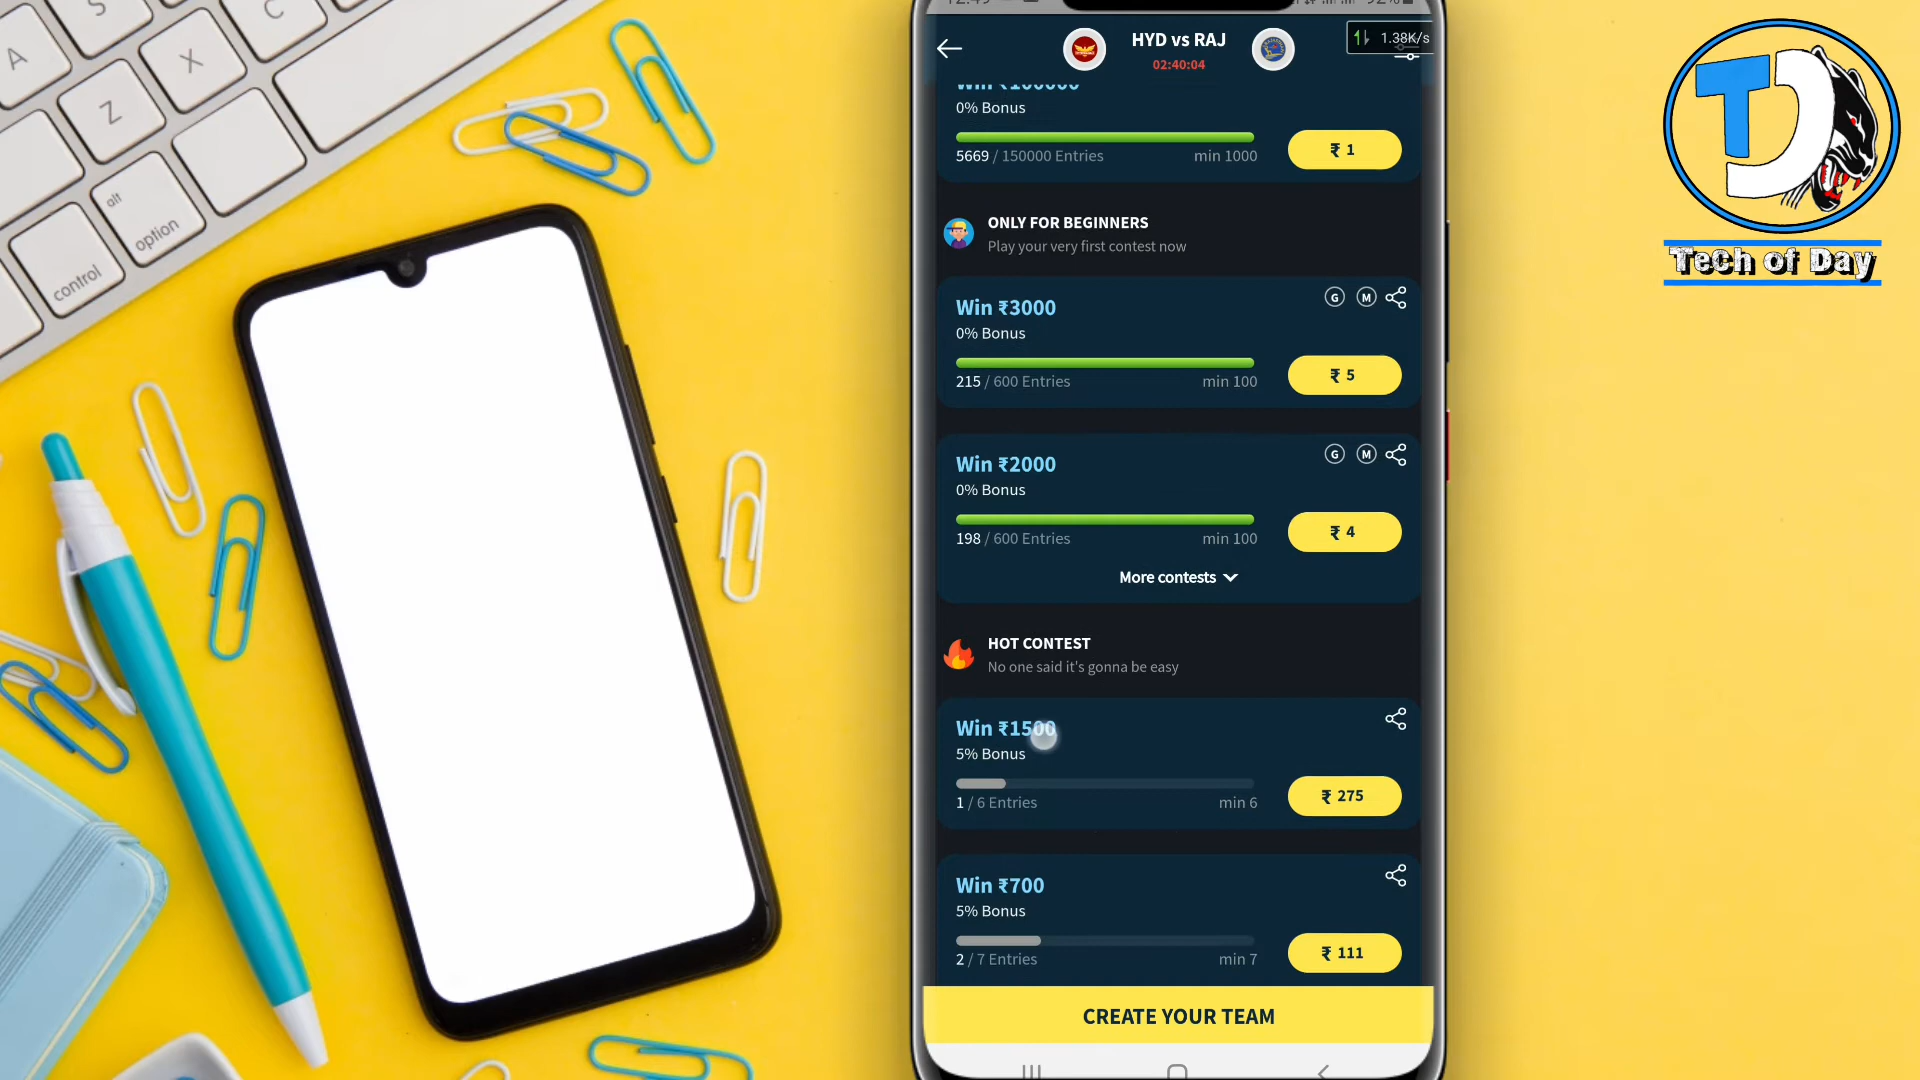 A
S
C
Z
X
alt
option
control
HYD vs RAJ
02:40:04
1.38K/s
0% Bonus
5669 / 150000 Entries
min 1000
₹ 1
ONLY FOR BEGINNERS
Play your very first contest now
Win ₹3000
G M
0% Bonus
215 / 600 Entries
min 100
₹ 5
Win ₹2000
G M
0% Bonus
198 / 600 Entries
min 100
₹ 4
More contests
HOT CONTEST
No one said it's gonna be easy
Win ₹1500
5% Bonus
1 / 6 Entries
min 6
₹ 275
Win ₹700
5% Bonus
2 / 7 Entries
min 7
₹ 111
CREATE YOUR TEAM
TD
Tech of Day